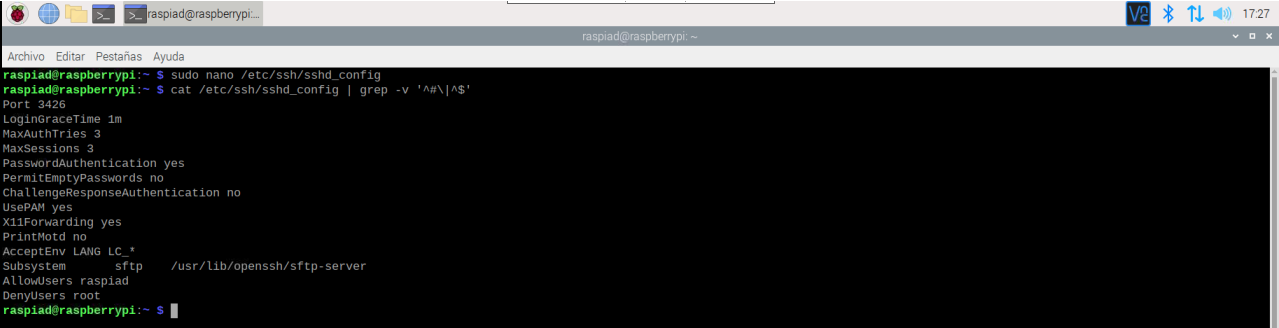 raspiad@raspberrypi:...
17:27
raspiad@raspberrypi: ~
Archivo Editar Pestañas Ayuda
raspiad@raspberrypi:~ $ sudo nano /etc/ssh/sshd_config
raspiad@raspberrypi:~ $ cat /etc/ssh/sshd_config | grep -v '^#\|^$'
Port 3426
LoginGraceTime 1m
MaxAuthTries 3
MaxSessions 3
PasswordAuthentication yes
PermitEmptyPasswords no
ChallengeResponseAuthentication no
UsePAM yes
X11Forwarding yes
PrintMotd no
AcceptEnv LANG LC_*
Subsystem       sftp    /usr/lib/openssh/sftp-server
AllowUsers raspiad
DenyUsers root
raspiad@raspberrypi:~ $